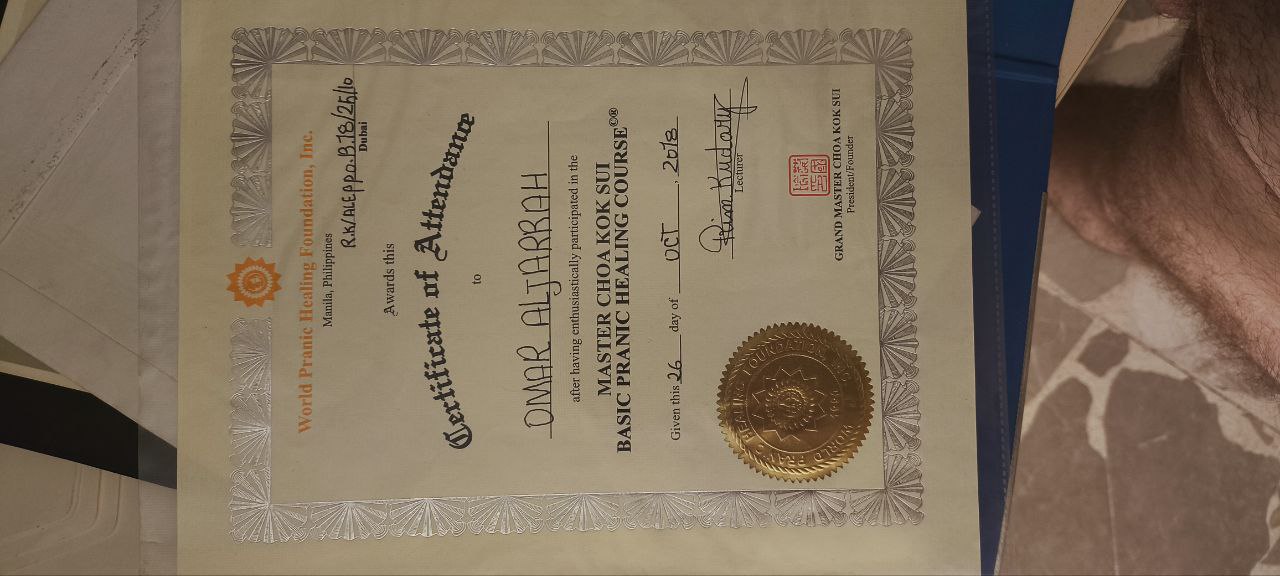 World Pranic Healing Foundation, Inc.
Manila, Philippines
R.K/ALEPPO.B.78/25/10
Dubai
Awards this
Certificate of Attendance
to
OMAR ALJARRAH
after having enthusiastically participated in the
MASTER CHOA KOK SUI
BASIC PRANIC HEALING COURSE©®
Given this 26 day of OCT, 2018
Rim Kudaty
Lecturer
GRAND MASTER CHOA KOK SUI
President/Founder
WORLD PRANIC HEALING FOUNDATION, INC.